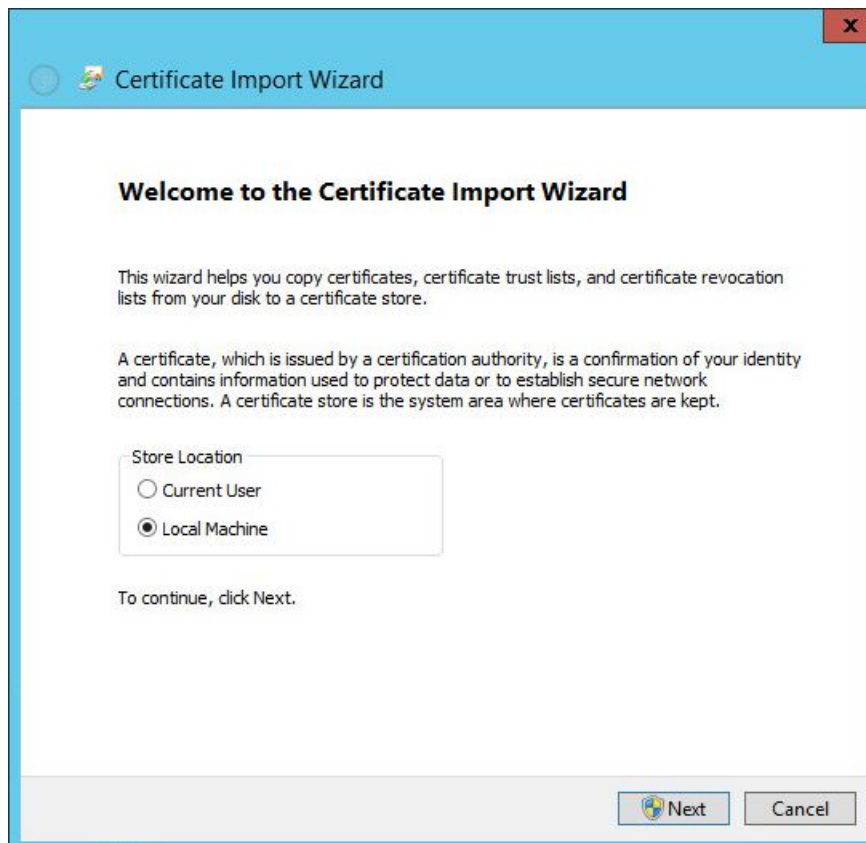 Certificate Import Wizard
Welcome to the Certificate Import Wizard
This wizard helps you copy certificates, certificate trust lists, and certificate revocation
lists from your disk to a certificate store.
A certificate, which is issued by a certification authority, is a confirmation of your identity
and contains information used to protect data or to establish secure network
connections. A certificate store is the system area where certificates are kept.
Store Location
Current User
Local Machine
To continue, click Next.
Next
Cancel